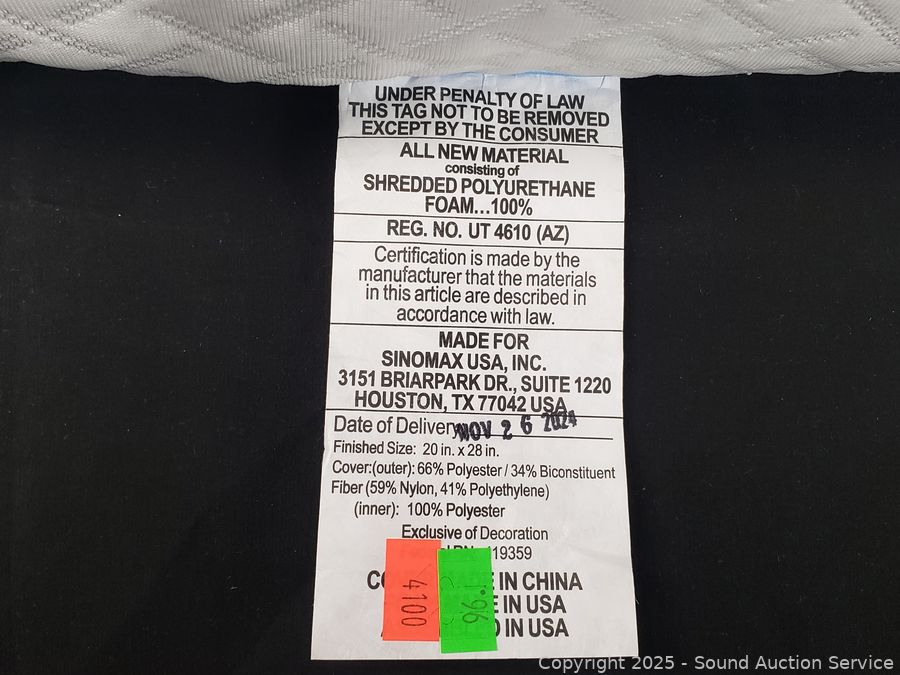 UNDER PENALTY OF LAW
THIS TAG NOT TO BE REMOVED
EXCEPT BY THE CONSUMER
ALL NEW MATERIAL
consisting of
SHREDDED POLYURETHANE
FOAM...100%
REG. NO. UT 4610 (AZ)
Certification is made by the
manufacturer that the materials
in this article are described in
accordance with law.
MADE FOR
SINOMAX USA, INC.
3151 BRIARPARK DR., SUITE 1220
HOUSTON, TX 77042 USA
Date of Delivery NOV 26 2024
Finished Size: 20 in. x 28 in.
Cover:(outer): 66% Polyester / 34% Biconstituent
Fiber (59% Nylon, 41% Polyethylene)
(inner): 100% Polyester
Exclusive of Decoration
19359
IN CHINA
IN USA
IN USA
4100
Copyright 2025 - Sound Auction Service